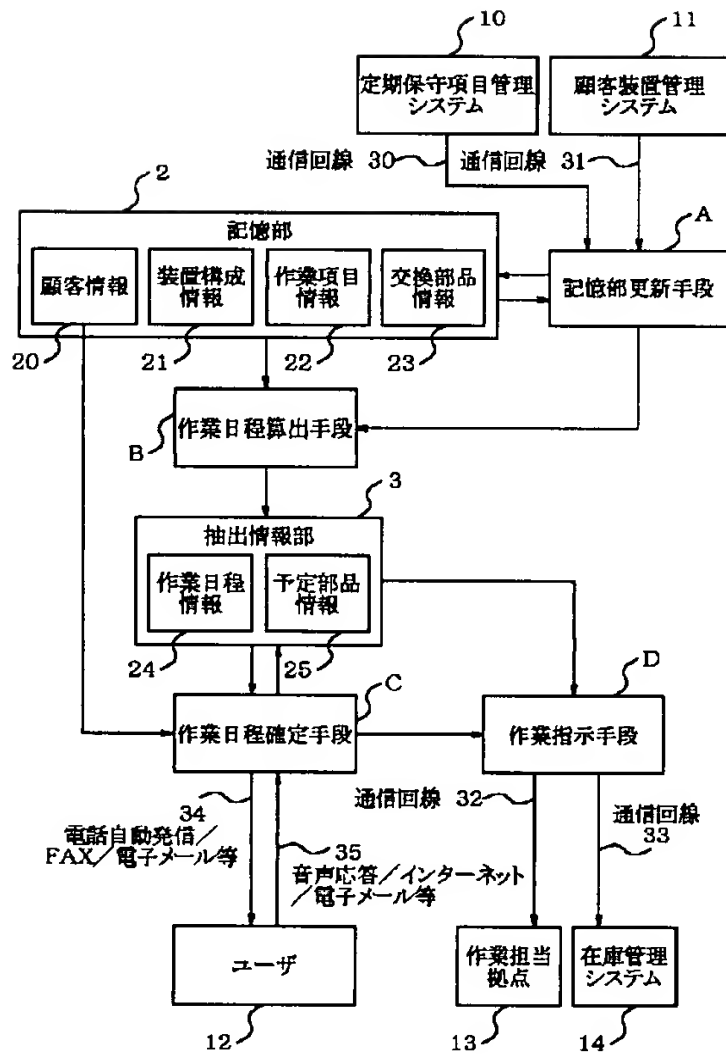 10
11
定期保守項目管理
システム
顧客装置管理
システム
通信回線 30
通信回線 31
2
A
記憶部
顧客情報
装置構成
情報
作業項目
情報
交換部品
情報
記憶部更新手段
20
21
22
23
B
作業日程算出手段
3
抽出情報部
作業日程
情報
予定部品
情報
24
25
C
D
作業日程確定手段
作業指示手段
34
電話自動発信/
FAX/電子メール等
35
音声応答/インターネット
/電子メール等
通信回線 32
通信回線
33
ユーザ
作業担当
拠点
在庫管理
システム
12
13
14